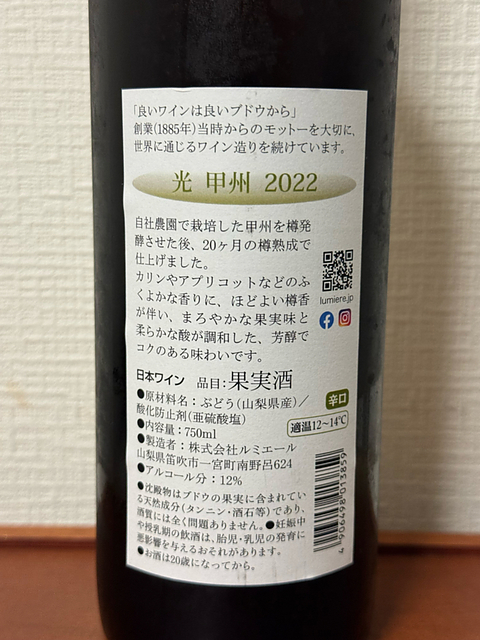 「良いワインは良いブドウから」
創業(1885年)当時からのモットーを大切に、
世界に通じるワイン造りを続けています。
光 甲州 2022
自社農園で栽培した甲州を樽発
酵させた後、20ヶ月の樽熟成で
仕上げました。
カリンやアプリコットなどのふ
くよかな香りに、ほどよい樽香
が伴い、まろやかな果実味と
柔らかな酸が調和した、芳醇で
コクのある味わいです。
lumiere.jp
日本ワイン 品目:果実酒
●原材料名:ぶどう(山梨県産)／
酸化防止剤(亜硫酸塩)
辛口
●内容量:750ml
適温12~14℃
●製造者:株式会社ルミエール
山梨県笛吹市一宮町南野呂624
●アルコール分:12%
●沈殿物はブドウの果実に含まれてい
る天然成分(タンニン・酒石等)であり、
酒質には全く問題ありません。●妊娠中
や授乳期の飲酒は、胎児・乳児の発育に
悪影響を与えるおそれがあります。
●お酒は20歳になってから。
4906498013859